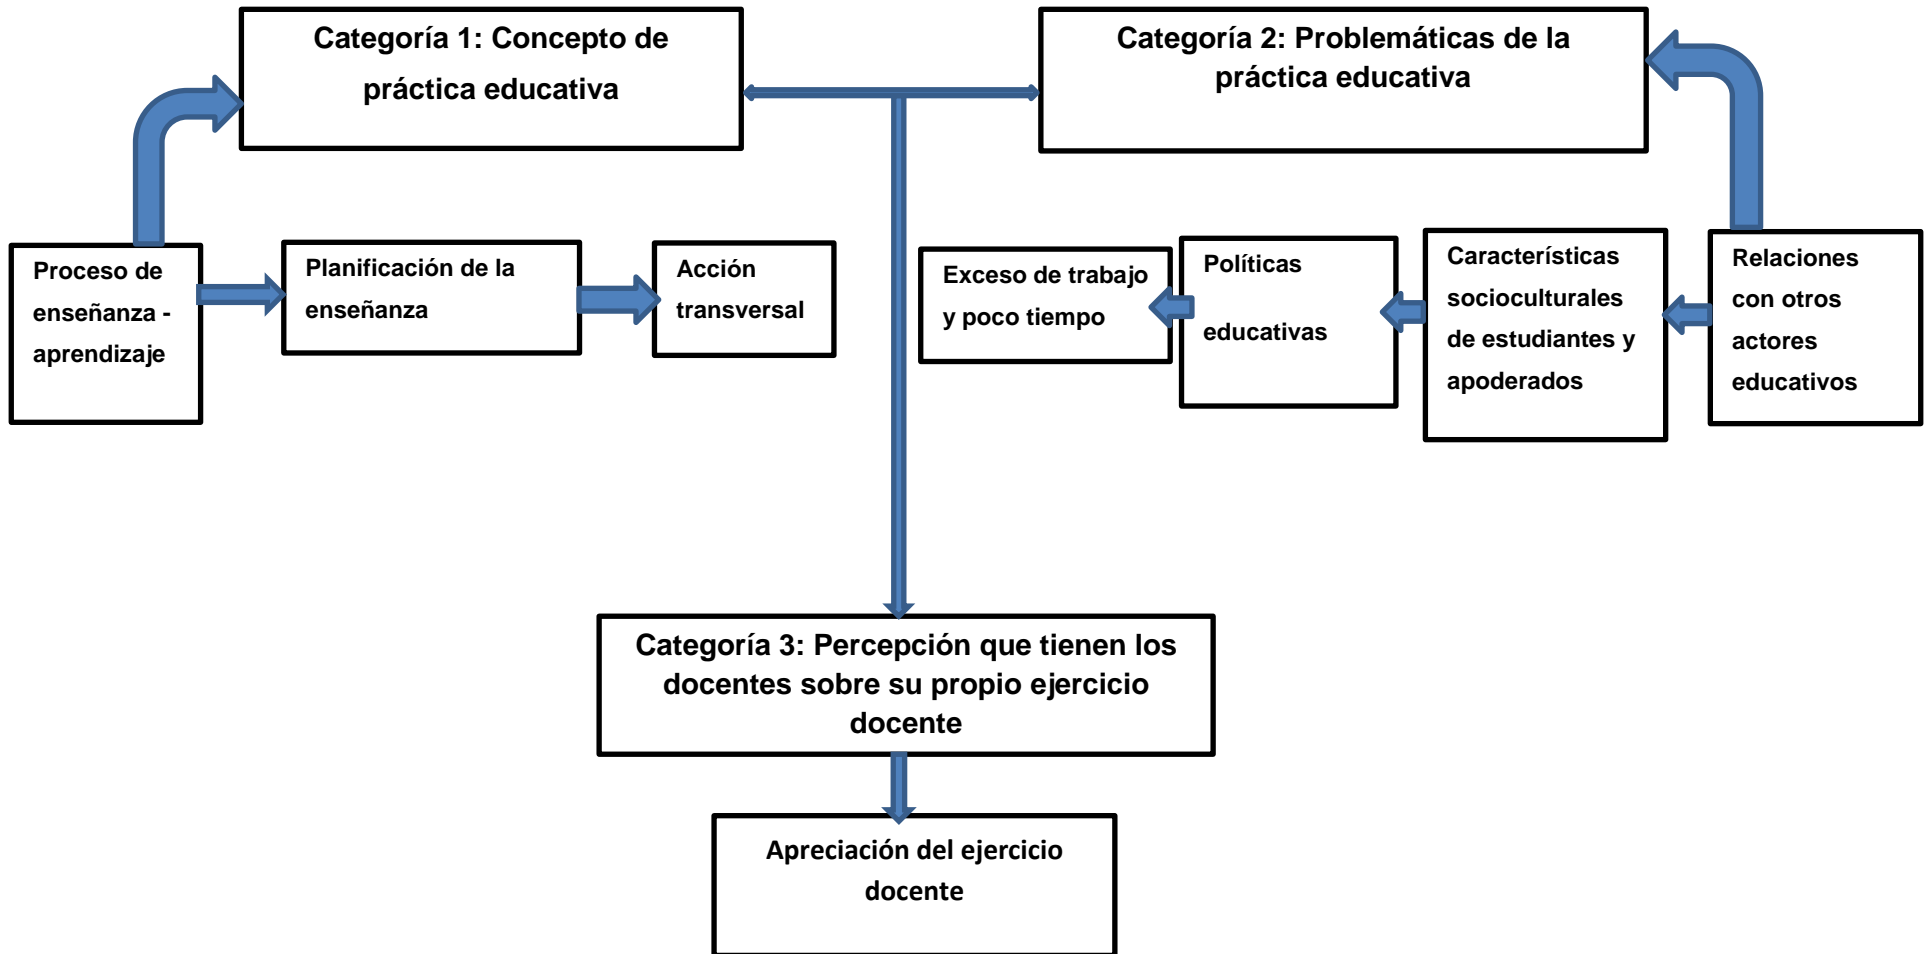 Categoría 1: Concepto de
práctica educativa
Categoría 2: Problemáticas de la
práctica educativa
Proceso de
enseñanza -
aprendizaje
Planificación de la
enseñanza
Acción
transversal
Exceso de trabajo
y poco tiempo
Políticas
educativas
Característicás
socioculturales
de estudiantes y
apoderados
Relaciones
con otros
actores
educativos
Categoría 3: Percepción que tienen los
docentes sobre su propio ejercicio
docente
Apreciación del ejercicio
docente